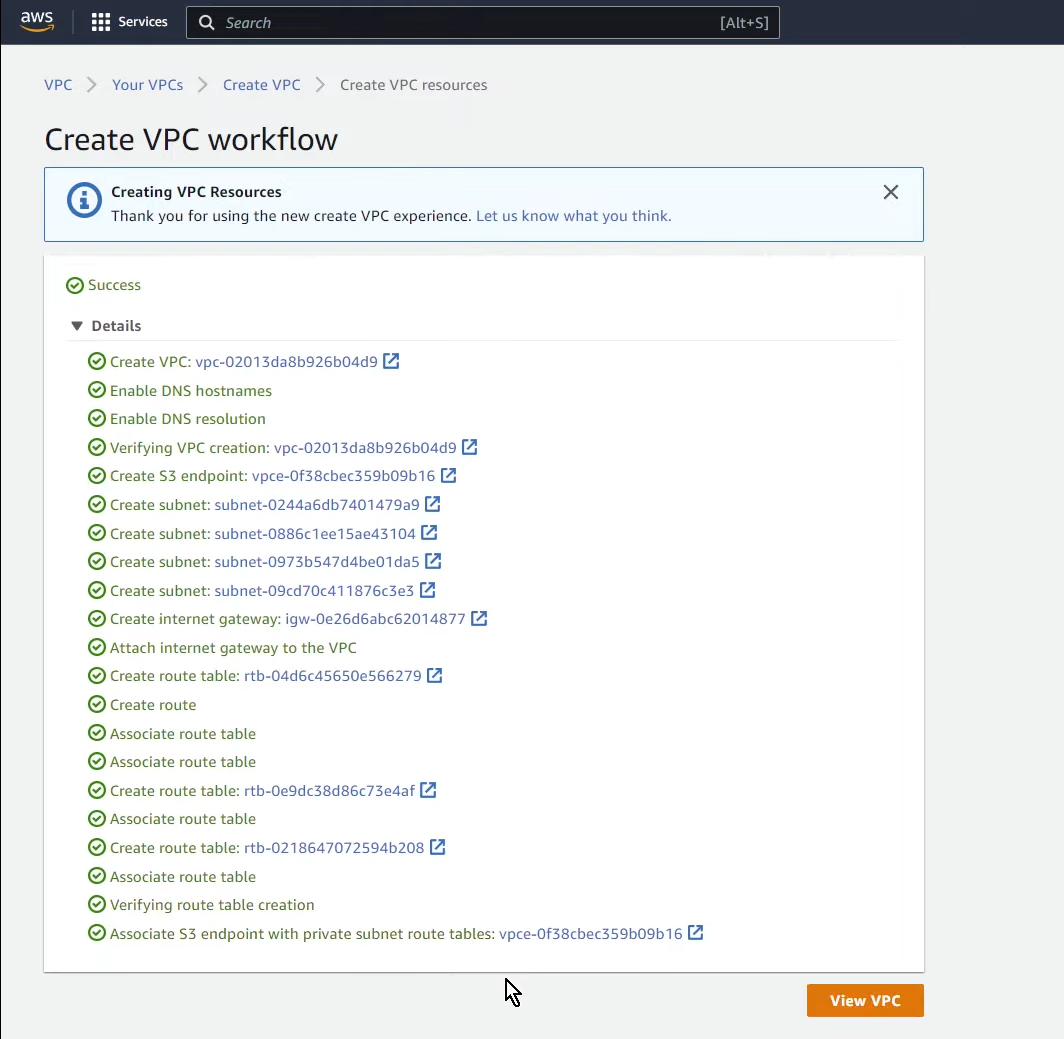 aws Services Search [Alt+S]
VPC Your VPCs Create VPC Create VPC resources
Create VPC workflow
Creating VPC Resources
Thank you for using the new create VPC experience. Let us know what you think.
Success
Details
Create VPC: vpc-02013da8b926b04d9
Enable DNS hostnames
Enable DNS resolution
Verifying VPC creation: vpc-02013da8b926b04d9
Create S3 endpoint: vpce-0f38cbec359b09b16
Create subnet: subnet-0244a6db7401479a9
Create subnet: subnet-0886c1ee15ae43104
Create subnet: subnet-0973b547d4be01da5
Create subnet: subnet-09cd70c411876c3e3
Create internet gateway: igw-0e26d6abc62014877
Attach internet gateway to the VPC
Create route table: rtb-04d6c45650e566279
Create route
Associate route table
Associate route table
Create route table: rtb-0e9dc38d86c73e4af
Associate route table
Create route table: rtb-0218647072594b208
Associate route table
Verifying route table creation
Associate S3 endpoint with private subnet route tables: vpce-0f38cbec359b09b16
View VPC